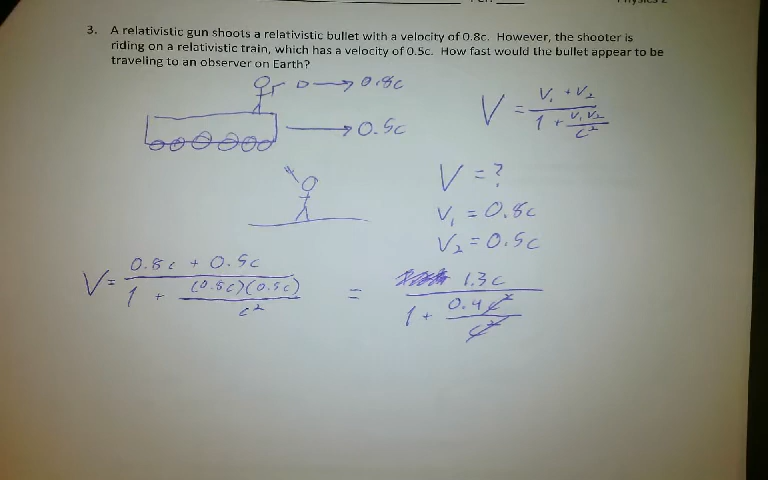 3. A relativistic gun shoots a relativistic bullet with a velocity of 0.8c. However, the shooter is
riding on a relativistic train, which has a velocity of 0.5c. How fast would the bullet appear to be
traveling to an observer on Earth?
0.8c
0.5c
V = (V₁ + V₂) / (1 + V₁V₂/c²)
V = ?
V₁ = 0.8c
V₂ = 0.5c
V = (0.8c + 0.5c) / (1 + (0.8c)(0.5c)/c²) = 1.3c / (1 + 0.4c²/c²)